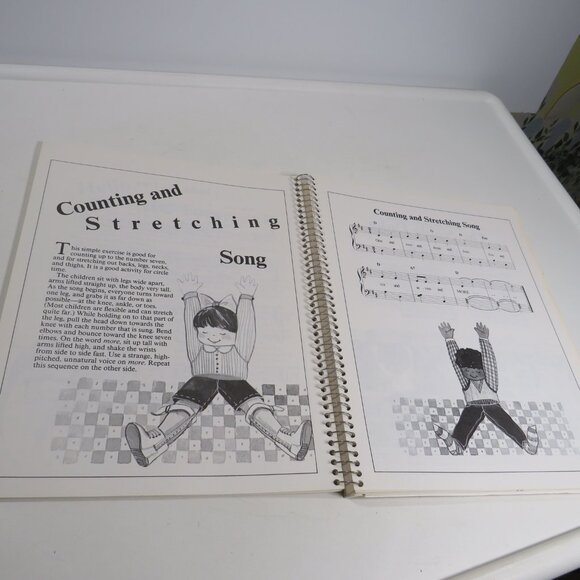 Counting and
Stretching
Song
This simple exercise is good for
counting up to the number seven,
and for stretching out backs, legs, necks,
and thighs. It is a good activity for circle
time.
The children sit with legs wide apart,
arms lifted straight up, the body very tall.
As the song begins, everyone turns toward
one leg, and grabs it as far down as
possible—at the knee, ankle, or toes.
(Most children are flexible and can stretch
quite far.) While holding on to that part of
the leg, pull the head down towards the
knee with each number that is sung. Bend
elbows and bounce toward the knee seven
times. On the word more, sit up tall with
arms lifted high, and shake the wrists
from side to side fast. Use a strange, high-
pitched, unnatural voice on more. Repeat
this sequence on the other side.
Counting and Stretching Song